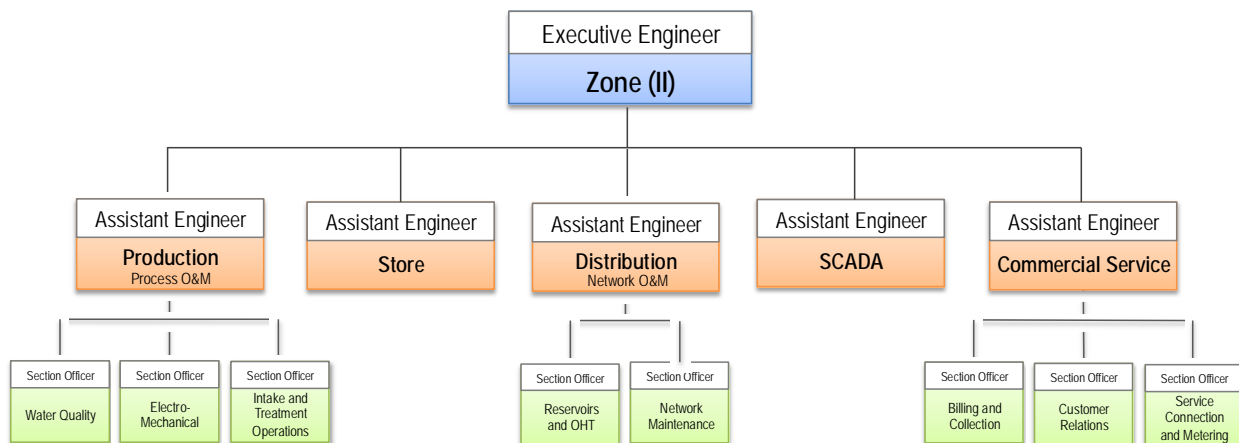 Executive Engineer
Zone (II)
Assistant Engineer
Production
Process O&M
Assistant Engineer
Store
Assistant Engineer
Distribution
Network O&M
Assistant Engineer
SCADA
Assistant Engineer
Commercial Service
Section Officer
Water Quality
Section Officer
Electro-
Mechanical
Section Officer
Intake and
Treatment
Operations
Section Officer
Reservoirs
and OHT
Section Officer
Network
Maintenance
Section Officer
Billing and
Collection
Section Officer
Customer
Relations
Section Officer
Service
Connection
and Metering